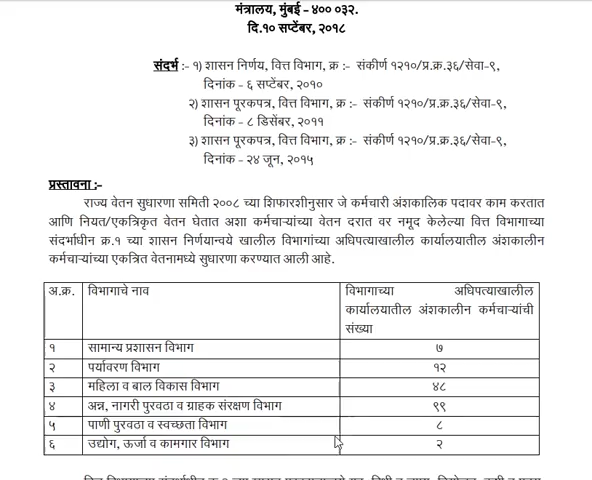 मंत्रालय, मुंबई - ४०० ०३२.
दि.१० सप्टेंबर, २०१८
संदर्भ :- १) शासन निर्णय, वित्त विभाग, क्र :- संकीर्ण १२१०/प्र.क्र.३६/सेवा-९,
दिनांक - ६ सप्टेंबर, २०१०
२) शासन पूरकपत्र, वित्त विभाग, क्र :- संकीर्ण १२१०/प्र.क्र.३६/सेवा-९,
दिनांक - ८ डिसेंबर, २०११
३) शासन पूरकपत्र, वित्त विभाग, क्र :- संकीर्ण १२१०/प्र.क्र.३६/सेवा-९,
दिनांक - २४ जून, २०१५
प्रस्तावना :-
राज्य वेतन सुधारणा समिती २००८ च्या शिफारशीनुसार जे कर्मचारी अंशकालिक पदावर काम करतात
आणि नियत/एकत्रिकृत वेतन घेतात अशा कर्मचाऱ्यांच्या वेतन दरात वर नमूद केलेल्या वित्त विभागाच्या
संदर्भाधीन क्र.१ च्या शासन निर्णयान्वये खालील विभागांच्या अधिपत्याखालील कार्यालयातील अंशकालीन
कर्मचाऱ्यांच्या एकत्रित वेतनामध्ये सुधारणा करण्यात आली आहे.
अ.क्र. विभागाचे नाव विभागाच्या अधिपत्याखालील
कार्यालयातील अंशकालीन कर्मचाऱ्यांची
संख्या
१ सामान्य प्रशासन विभाग ७
२ पर्यावरण विभाग १२
३ महिला व बाल विकास विभाग ४८
४ अन्न, नागरी पुरवठा व ग्राहक संरक्षण विभाग ९९
५ पाणी पुरवठा व स्वच्छता विभाग ८
६ उद्योग, ऊर्जा व कामगार विभाग २